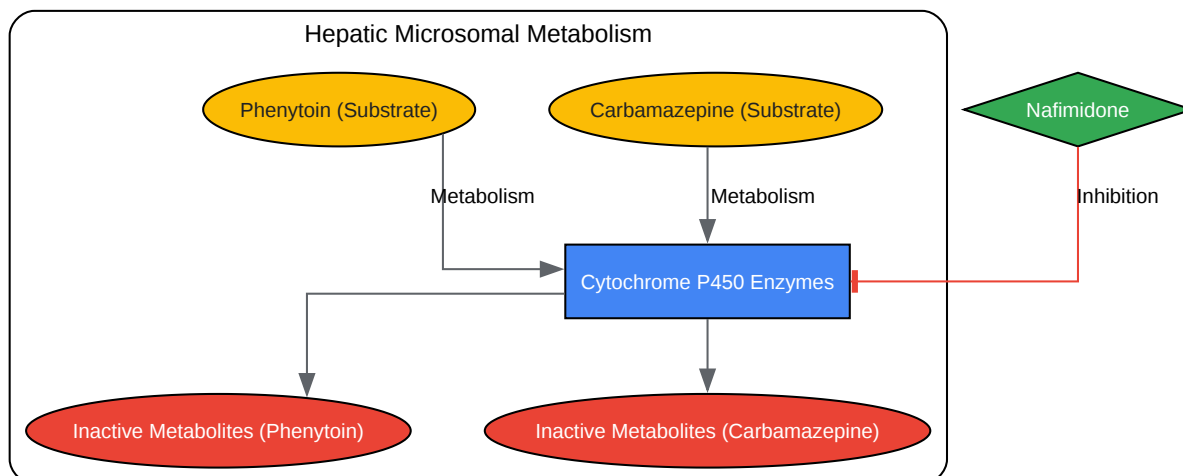 Hepatic Microsomal Metabolism
Phenytoin (Substrate)
Carbamazepine (Substrate)
Nafimidone
Metabolism
Metabolism
Inhibition
Cytochrome P450 Enzymes
Inactive Metabolites (Phenytoin)
Inactive Metabolites (Carbamazepine)